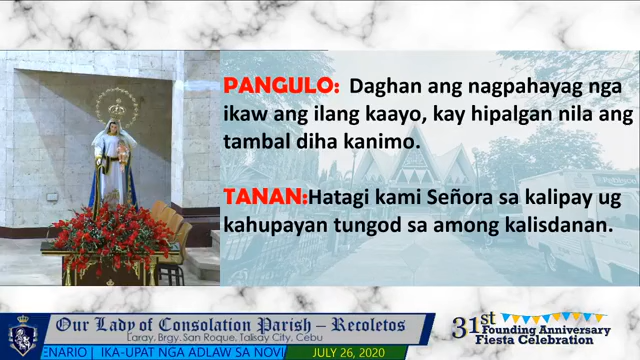 PANGULO: Daghan ang nagpahayag nga
ikaw ang ilang kaayo, kay hipalgan nila ang
tambal diha kanimo.
TANAN:Hatagi kami Señora sa kalipay ug
kahupayan tungod sa among kalisdanan.
Our Lady of Consolation Parish – Recoletos
Taray, Brgy. San Roque, Talisay City, Cebu
31st
Founding Anniversary
Fiesta Celebration
ENARIO | IKA-UPAT NGA ADLAW SA NOVI
JULY 26, 2020